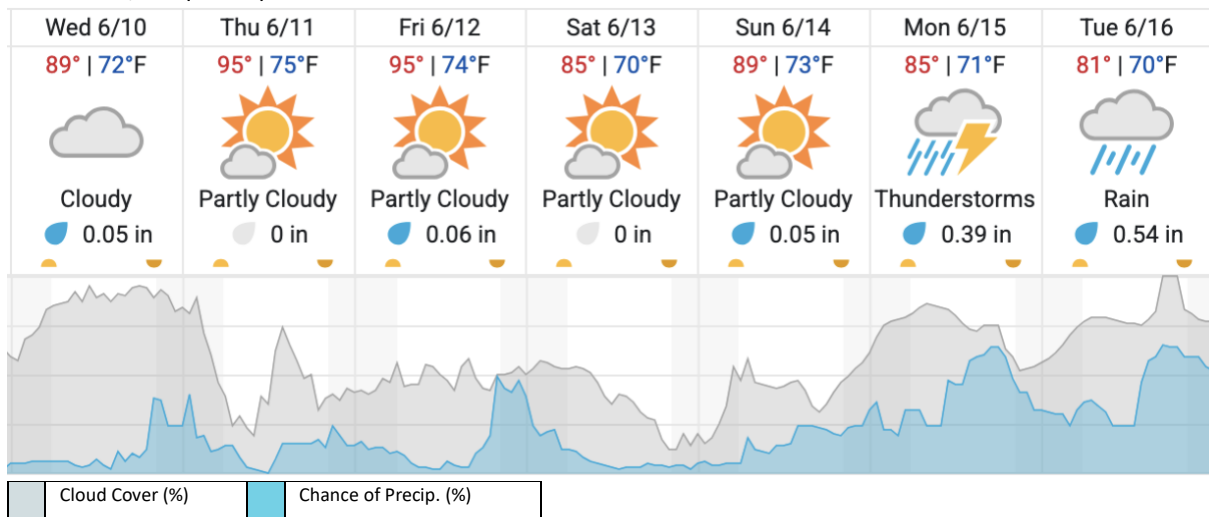 Wed 6/10 Thu 6/11 Fri 6/12 Sat 6/13 Sun 6/14 Mon 6/15 Tue 6/16
89° | 72°F 95° | 75°F 95° | 74°F 85° | 70°F 89° | 73°F 85° | 71°F 81° | 70°F
Cloudy Partly Cloudy Partly Cloudy Partly Cloudy Partly Cloudy Thunderstorms Rain
0.05 in 0 in 0.06 in 0 in 0.05 in 0.39 in 0.54 in
Cloud Cover (%) Chance of Precip. (%)